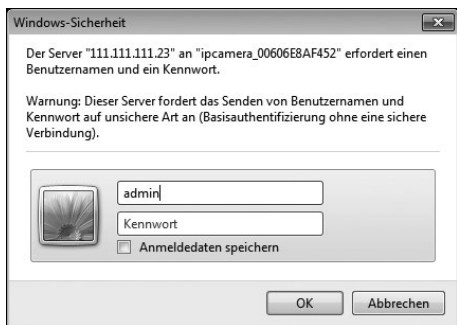 Windows-Sicherheit
Der Server "111.111.111.23" an "ipcamera_00606E8AF452" erfordert einen
Benutzernamen und ein Kennwort.
Warnung: Dieser Server fordert das Senden von Benutzernamen und
Kennwort auf unsichere Art an (Basisauthentifizierung ohne eine sichere
Verbindung).
admin
Kennwort
Anmeldedaten speichern
OK Abbrechen